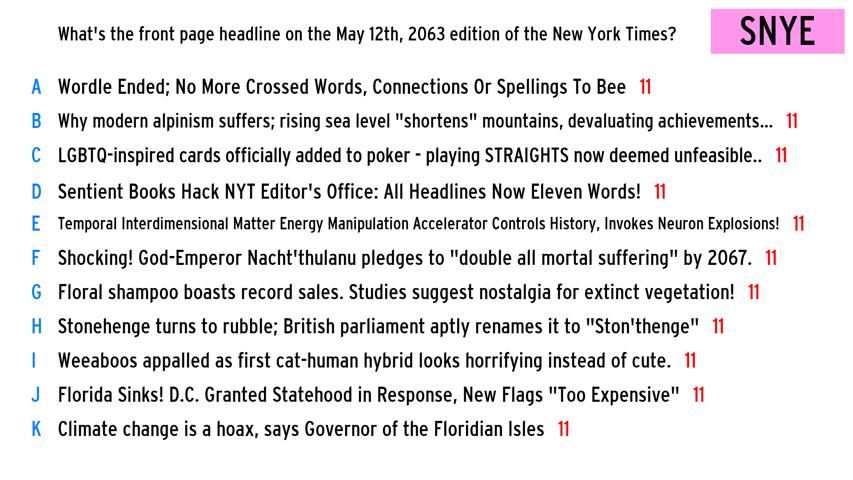 What's the front page headline on the May 12th, 2063 edition of the New York Times?
SNYE
A Wordle Ended; No More Crossed Words, Connections Or Spellings To Bee 11
B Why modern alpinism suffers; rising sea level "shortens" mountains, devaluating achievements... 11
C LGBTQ-inspired cards officially added to poker - playing STRAIGHTS now deemed unfeasible.. 11
D Sentient Books Hack NYT Editor's Office: All Headlines Now Eleven Words! 11
E Temporal Interdimensional Matter Energy Manipulation Accelerator Controls History, Invokes Neuron Explosions! 11
F Shocking! God-Emperor Nacht'thulanu pledges to "double all mortal suffering" by 2067. 11
G Floral shampoo boasts record sales. Studies suggest nostalgia for extinct vegetation! 11
H Stonehenge turns to rubble; British parliament aptly renames it to "Ston'thenge" 11
I Weeaboos appalled as first cat-human hybrid looks horrifying instead of cute. 11
J Florida Sinks! D.C. Granted Statehood in Response, New Flags "Too Expensive" 11
K Climate change is a hoax, says Governor of the Floridian Isles 11